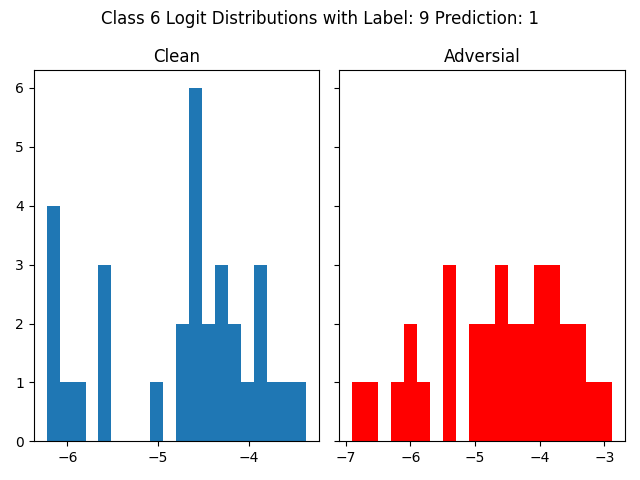 Class 6 Logit Distributions with Label: 9 Prediction: 1
Clean
Adversial
6
5
4
3
2
1
0
−6 −5 −4
−7 −6 −5 −4 −3